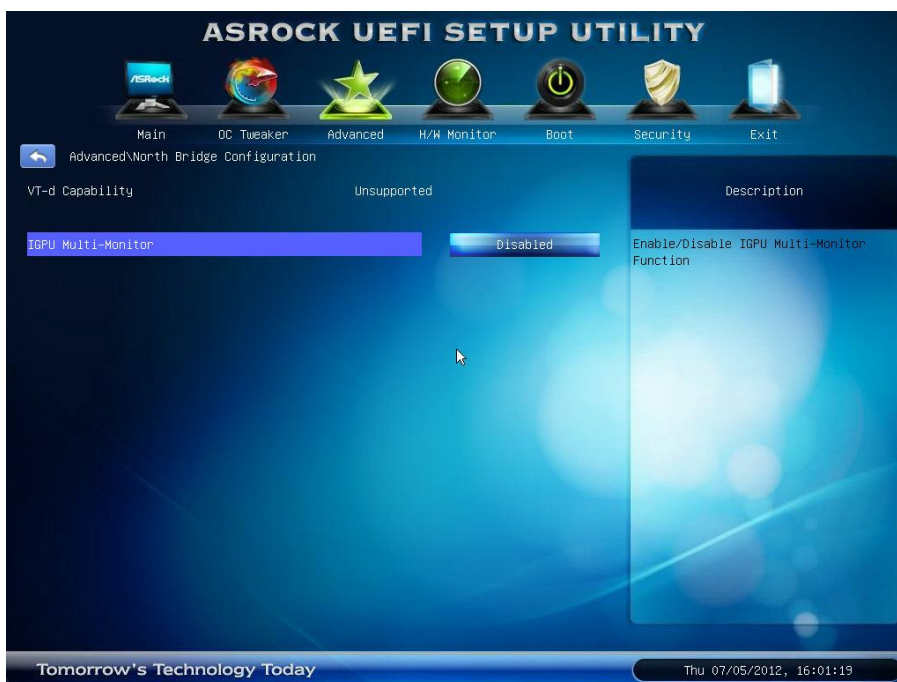 ASROCK UEFI SETUP UTILITY
ASRock
Main OC Tweaker Advanced H/W Monitor Boot Security Exit
Advanced\North Bridge Configuration
VT-d Capability Unsupported
Description
IGPU Multi-Monitor Disabled
Enable/Disable IGPU Multi-Monitor
Function
Tomorrow's Technology Today
Thu 07/05/2012, 16:01:19